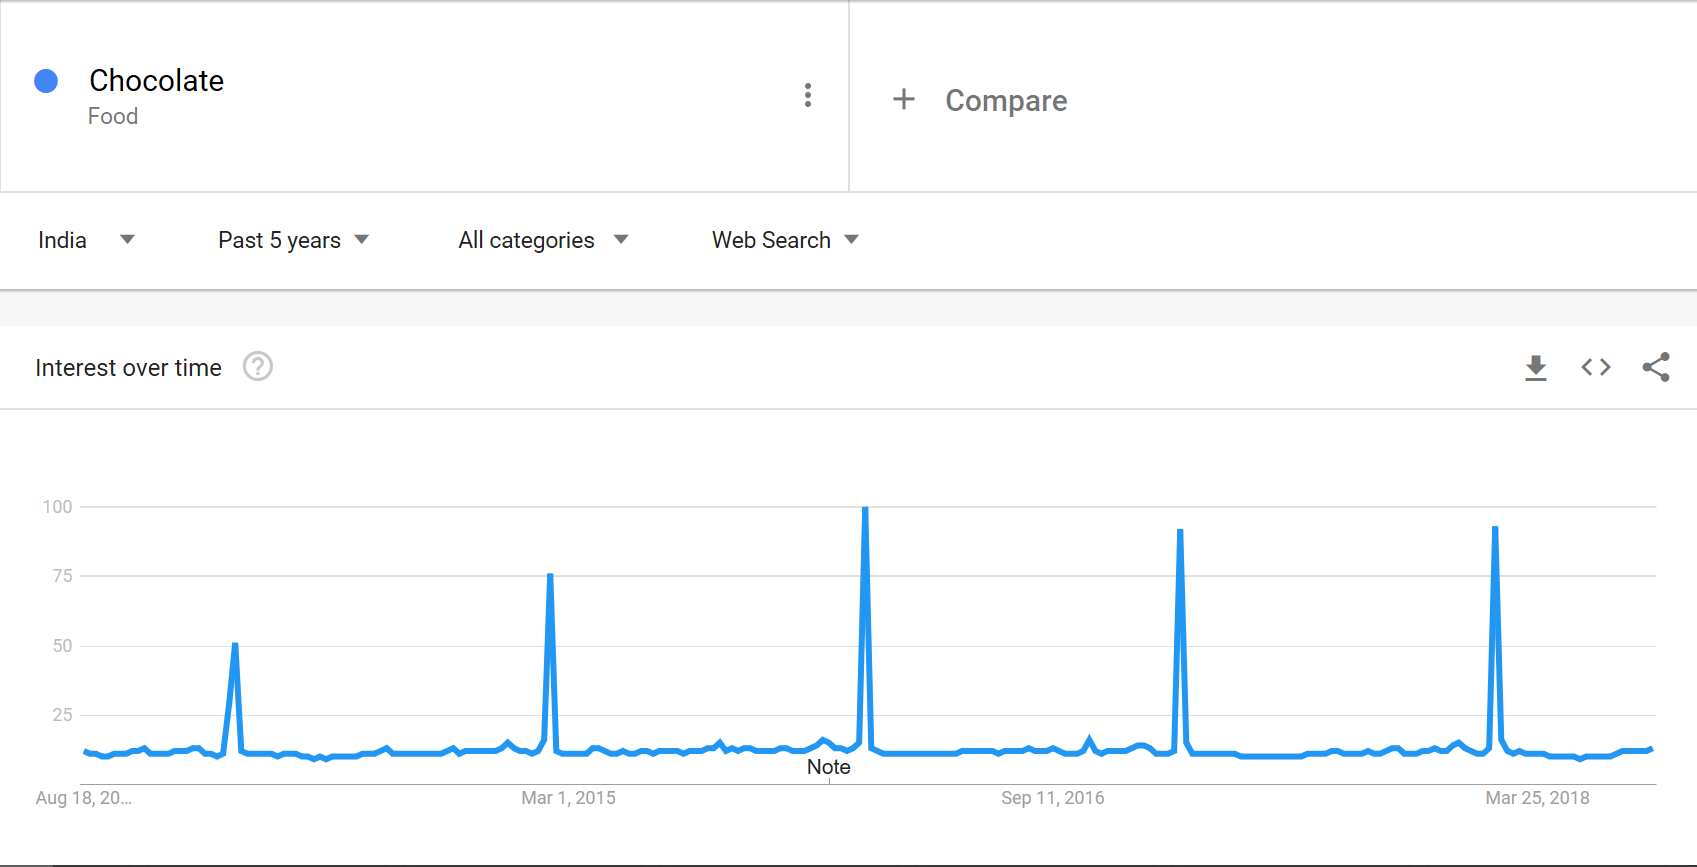 Chocolate
Food
+ Compare
India
Past 5 years
All categories
Web Search
Interest over time ?
100
75
50
25
Note
Aug 18, 20...
Mar 1, 2015
Sep 11, 2016
Mar 25, 2018